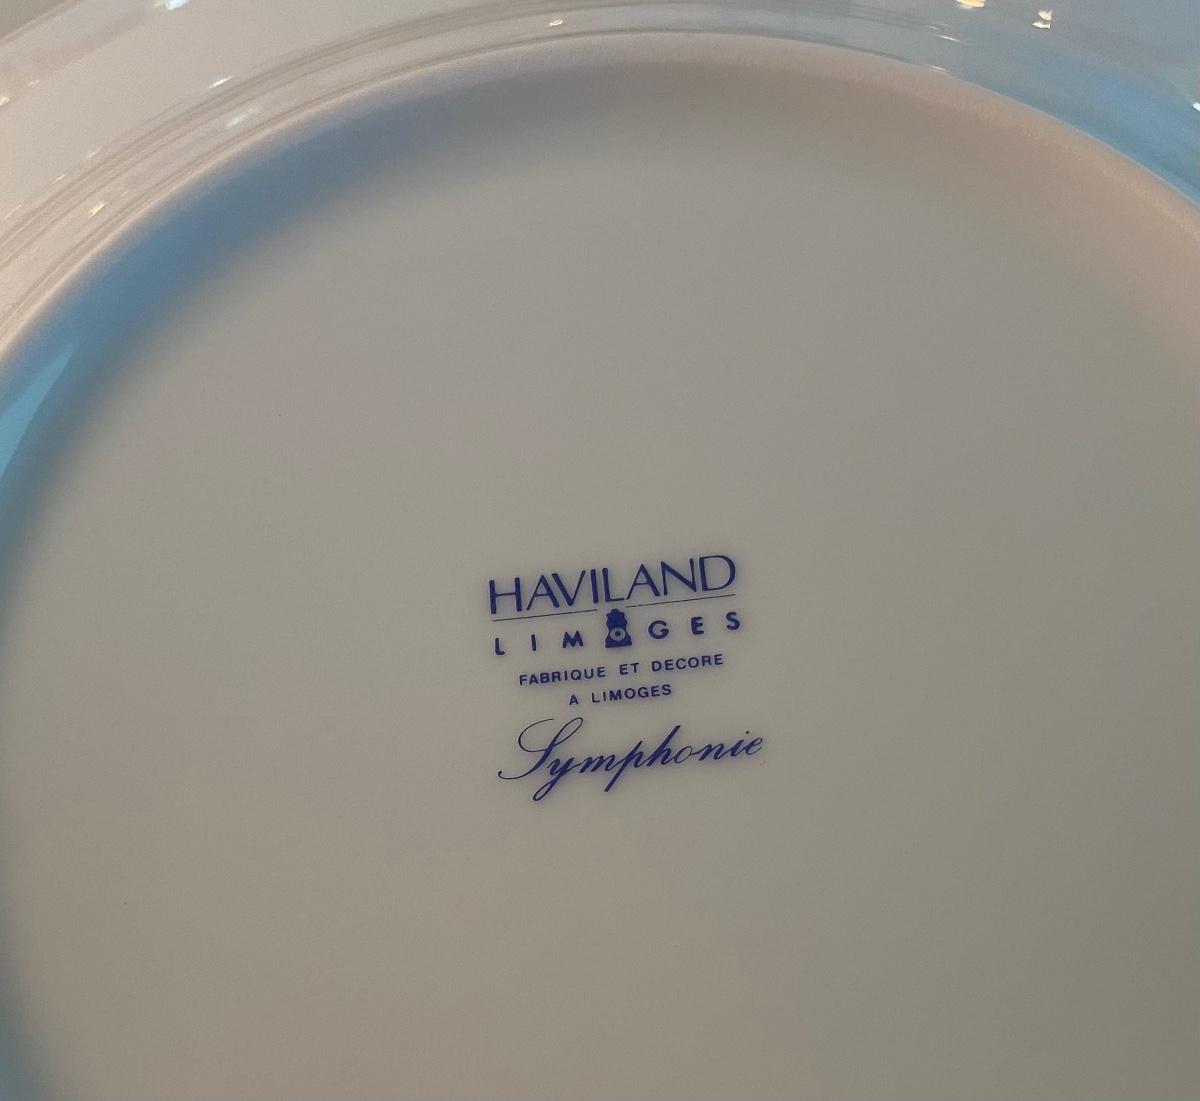 HAVILAND
LIMOGES
FABRIQUE ET DECORE
A LIMOGES
Symphonie